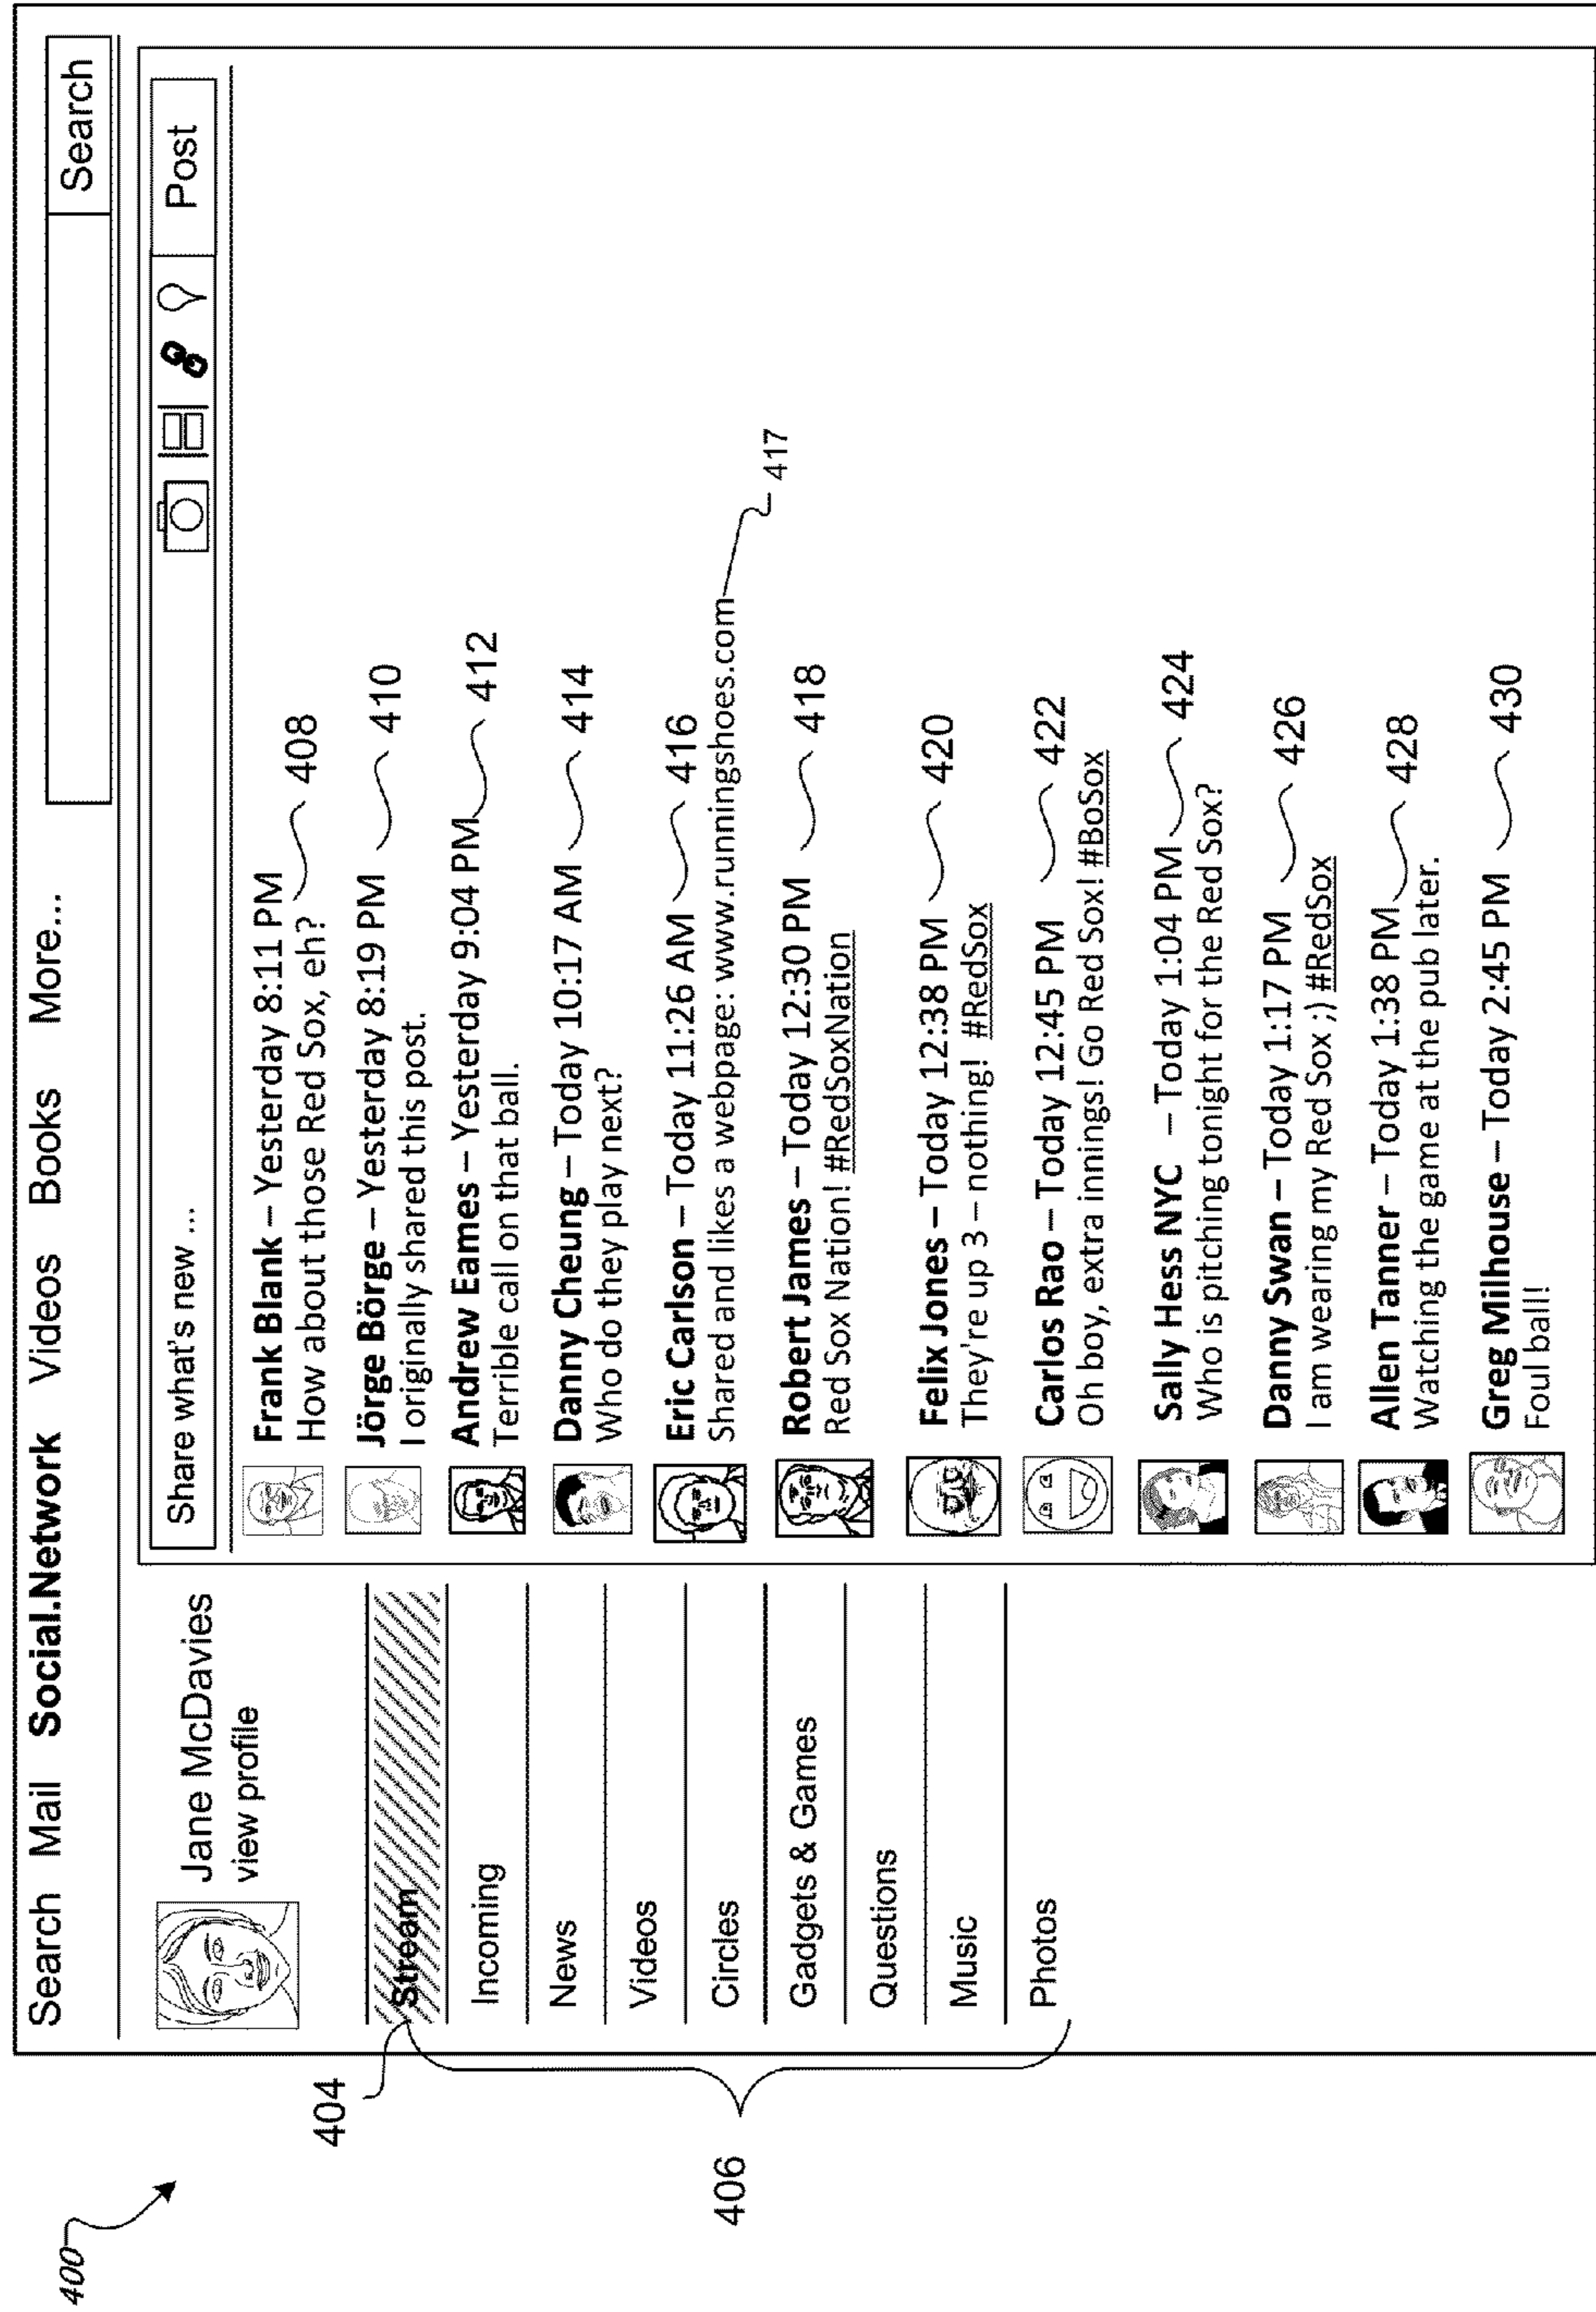 400
Search Mail Social.Network Videos Books More... Search
Jane McDavies
view profile
404
406
Stream
Incoming
News
Videos
Circles
Gadgets & Games
Questions
Music
Photos
Share what's new ... Post
Frank Blank – Yesterday 8:11 PM
How about those Red Sox, eh? 408
Jörge Börge – Yesterday 8:19 PM 410
I originally shared this post.
Andrew Eames – Yesterday 9:04 PM 412
Terrible call on that ball.
Danny Cheung – Today 10:17 AM 414
Who do they play next?
Eric Carlson – Today 11:26 AM 416
Shared and likes a webpage: www.runningshoes.com 417
Robert James – Today 12:30 PM 418
Red Sox Nation! #RedSoxNation
Felix Jones – Today 12:38 PM 420
They're up 3 – nothing! #RedSox
Carlos Rao – Today 12:45 PM 422
Oh boy, extra innings! Go Red Sox! #BoSox
Sally Hess NYC – Today 1:04 PM 424
Who is pitching tonight for the Red Sox?
Danny Swan – Today 1:17 PM 426
I am wearing my Red Sox ;) #RedSox
Allen Tanner – Today 1:38 PM 428
Watching the game at the pub later.
Greg Milhouse – Today 2:45 PM 430
Foul ball!